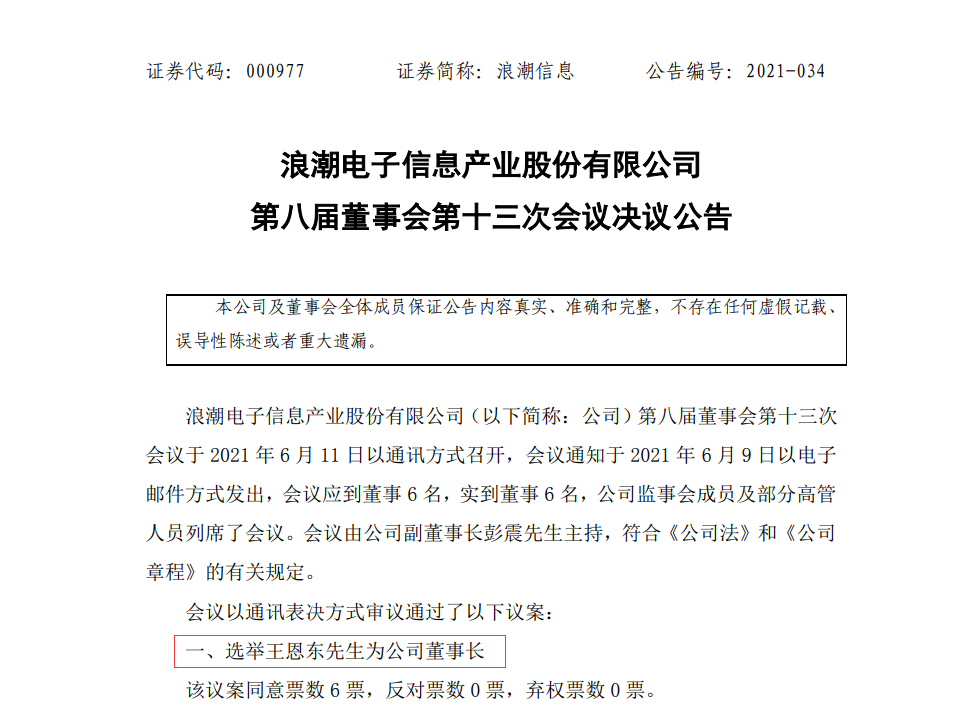 证券代码：000977 证券简称：浪潮信息 公告编号：2021-034
浪潮电子信息产业股份有限公司
第八届董事会第十三次会议决议公告
本公司及董事会全体成员保证公告内容真实、准确和完整，不存在任何虚假记载、
误导性陈述或者重大遗漏。
浪潮电子信息产业股份有限公司（以下简称：公司）第八届董事会第十三次
会议于 2021 年 6 月 11 日以通讯方式召开，会议通知于 2021 年 6 月 9 日以电子
邮件方式发出，会议应到董事 6 名，实到董事 6 名，公司监事会成员及部分高管
人员列席了会议。会议由公司副董事长彭震先生主持，符合《公司法》和《公司
章程》的有关规定。
会议以通讯表决方式审议通过了以下议案：
一、选举王恩东先生为公司董事长
该议案同意票数 6 票，反对票数 0 票，弃权票数 0 票。